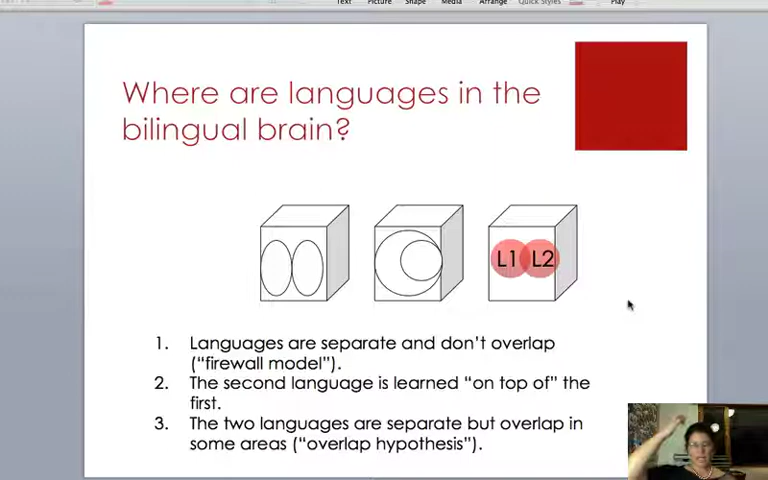 Text Picture Shape Media Arrange Quick Styles Play
Where are languages in the
bilingual brain?
L1 L2
1. Languages are separate and don't overlap
("firewall model").
2. The second language is learned "on top of" the
first.
3. The two languages are separate but overlap in
some areas ("overlap hypothesis").